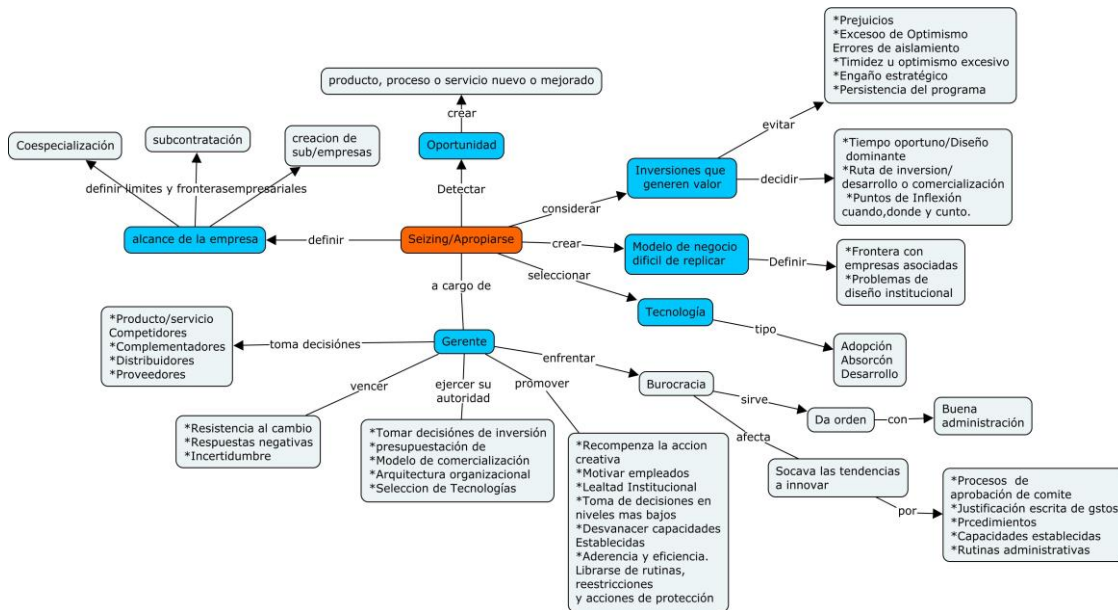 *Prejuicios
*Excesoo de Optimismo
Errores de aislamiento
*Timidez u optimismo excesivo
*Engaño estratégico
*Persistencia del programa
producto, proceso o servicio nuevo o mejorado
crear
evitar
Coespecialización
subcontratación
creacion de
sub/empresas
Oportunidad
*Tiempo oportuno/Diseño
dominante
*Ruta de inversion/
desarrollo o comercialización
*Puntos de Inflexión
cuando,donde y cunto.
Inversiones que
generen valor
decidir
definir limites y fronterasempresariales
Detectar
considerar
alcance de la empresa
definir
Seizing/Apropiarse
crear
Modelo de negocio
dificil de replicar
Definir
*Frontera con
empresas asociadas
*Problemas de
diseño institucional
seleccionar
a cargo de
Tecnología
tipo
Adopción
Absorcón
Desarrollo
*Producto/servicio
Competidores
*Complementadores
*Distribuidores
*Proveedores
toma decisiónes
Gerente
enfrentar
vencer
ejercer su
autoridad
promover
Burocracia
sirve
Da orden
con
Buena
administración
afecta
*Resistencia al cambio
*Respuestas negativas
*Incertidumbre
*Tomar decisiónes de inversión
*presupuestación de
*Modelo de comercialización
*Arquitectura organizacional
*Seleccion de Tecnologías
*Recompenza la accion
creativa
*Motivar empleados
*Lealtad Institucional
*Toma de decisiones en
niveles mas bajos
*Desvanacer capacidades
Establecidas
*Aderencia y eficiencia.
Librarse de rutinas,
reestricciones
y acciones de protección
Socava las tendencias
a innovar
por
*Procesos de
aprobación de comite
*Justificación escrita de gstos
*Prcedimientos
*Capacidades establecidas
*Rutinas administrativas